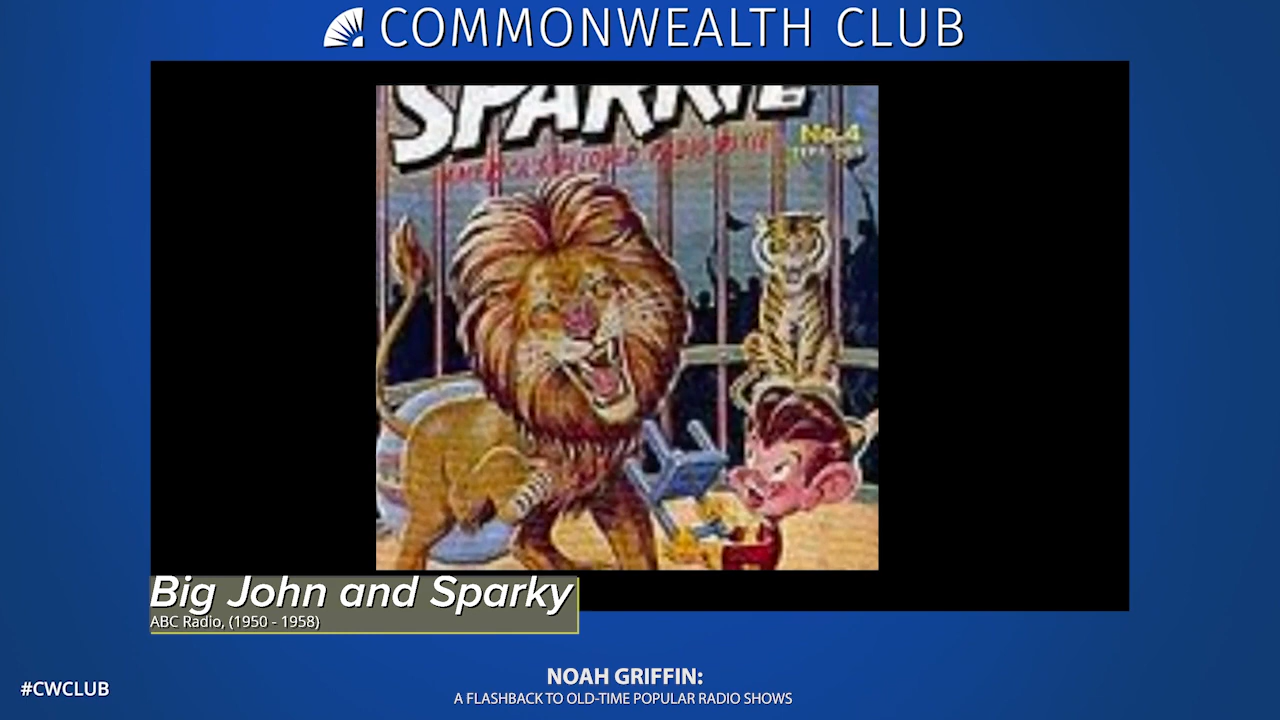 COMMONWEALTH CLUB
SPARKIE
No.4
Big John and Sparky
ABC Radio, (1950 - 1958)
NOAH GRIFFIN:
#CWCLUB
A FLASHBACK TO OLD-TIME POPULAR RADIO SHOWS